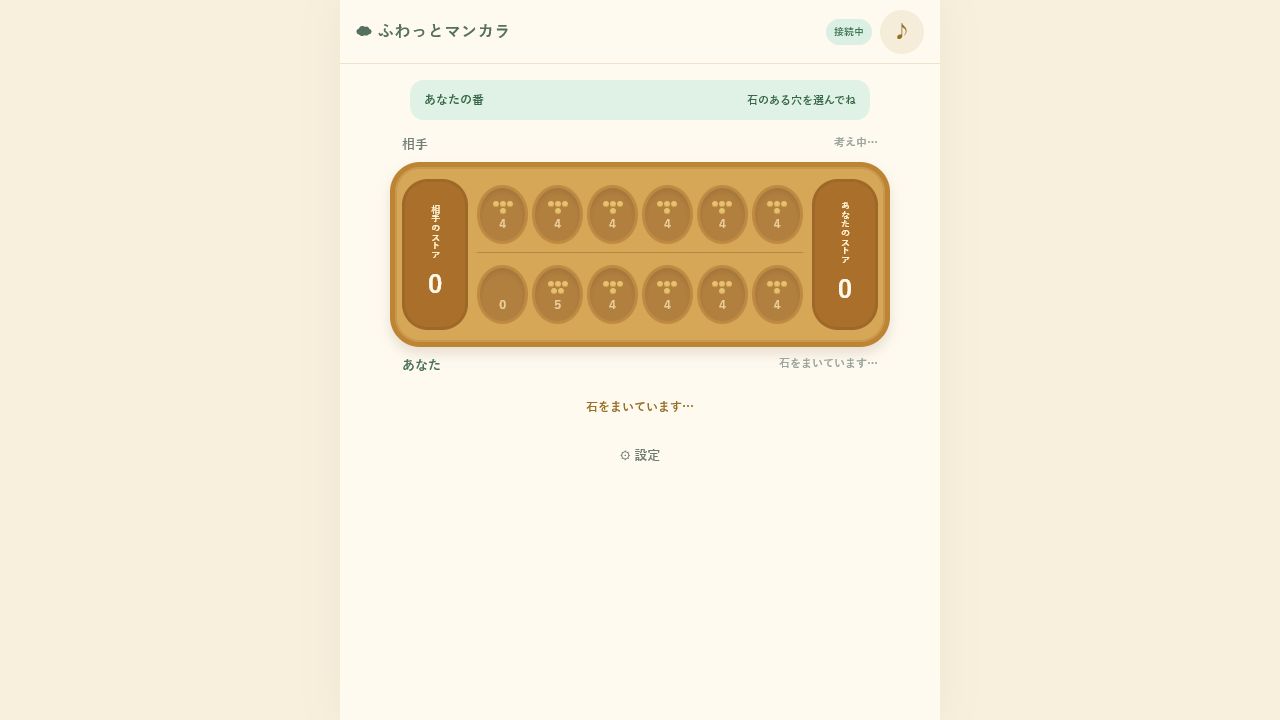 ふわっとマンカラ
接続中
♪
あなたの番
石のある穴を選んでね
相手
考え中…
相手のストア
0
4 4 4 4 4 4
0 5 4 4 4 4
あなたのストア
0
あなた
石をまいています…
石をまいています…
⚙ 設定